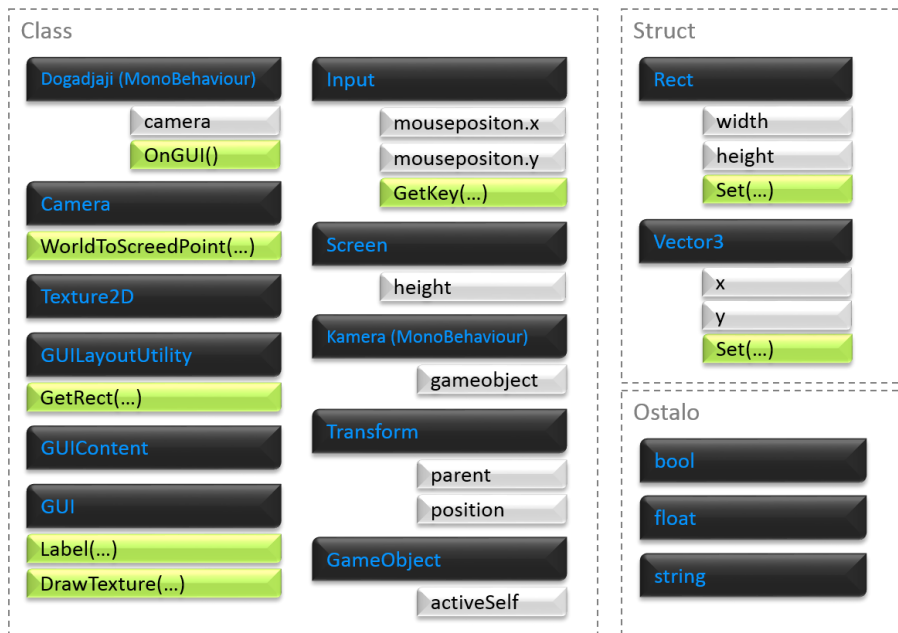 Class
Dogadjaji (MonoBehaviour)
camera
OnGUI()
Camera
WorldToScreedPoint(...)
Texture2D
GUILayoutUtility
GetRect(...)
GUIContent
GUI
Label(...)
DrawTexture(...)
Input
mousepositon.x
mousepositon.y
GetKey(...)
Screen
height
Kamera (MonoBehaviour)
gameobject
Transform
parent
position
GameObject
activeSelf
Struct
Rect
width
height
Set(...)
Vector3
x
y
Set(...)
Ostalo
bool
float
string